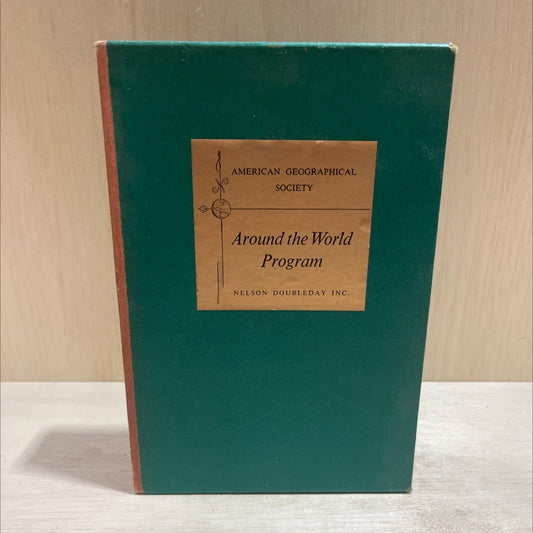 AMERICAN GEOGRAPHICAL
SOCIETY
Around the World
Program
NELSON DOUBLEDAY INC.